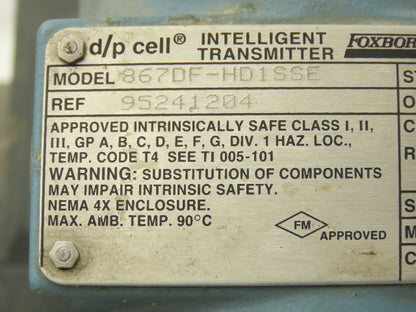 d/p cell® INTELLIGENT TRANSMITTER FOXBOR
MODEL 867DF-HD1SSE S
REF 95241204 O
APPROVED INTRINSICALLY SAFE CLASS I, II, C
III, GP A, B, C, D, E, F, G, DIV. 1 HAZ. LOC., R
TEMP. CODE T4 SEE TI 005-101
WARNING: SUBSTITUTION OF COMPONENTS
MAY IMPAIR INTRINSIC SAFETY. S
NEMA 4X ENCLOSURE. M
MAX. AMB. TEMP. 90°C C
FM APPROVED